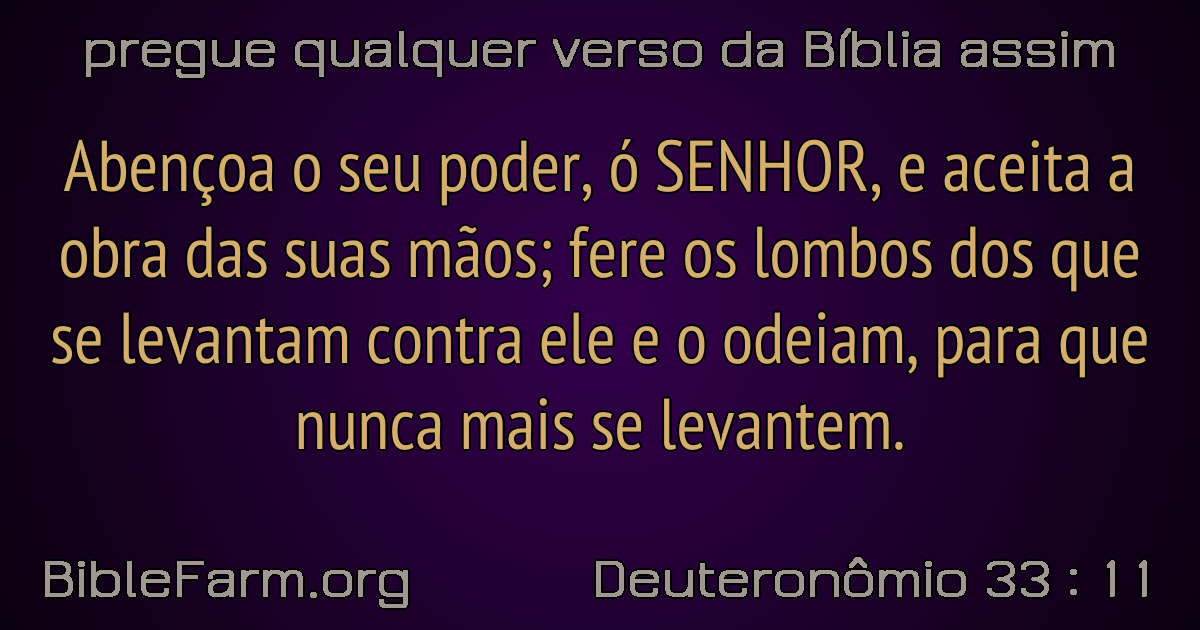 pregue qualquer verso da Bíblia assim
Abençoa o seu poder, ó SENHOR, e aceita a
obra das suas mãos; fere os lombos dos que
se levantam contra ele e o odeiam, para que
nunca mais se levantem.
BibleFarm.org
Deuteronômio 33 : 11